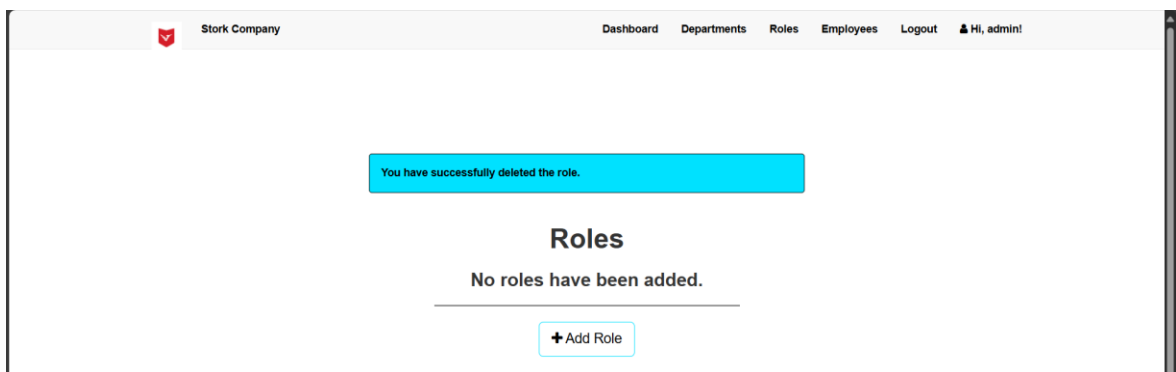 Stork Company Dashboard Departments Roles Employees Logout Hi, admin!
You have successfully deleted the role.
Roles
No roles have been added.
+ Add Role